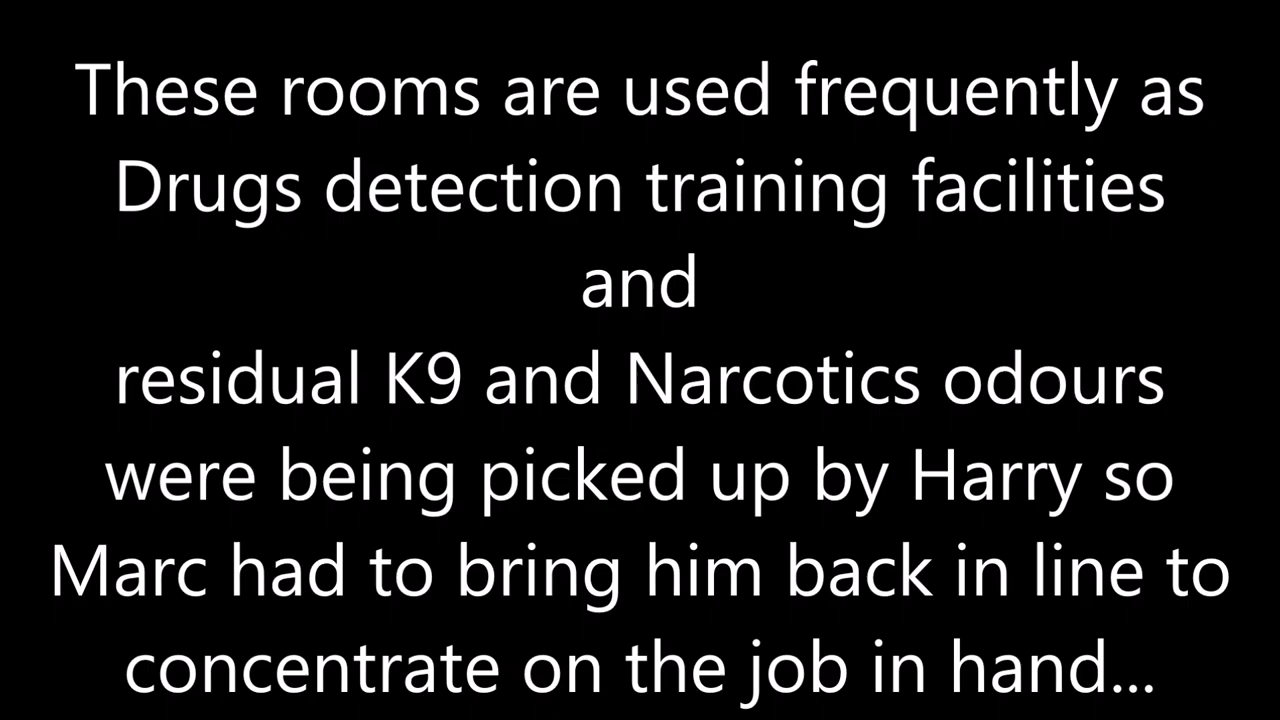 These rooms are used frequently as
Drugs detection training facilities
and
residual K9 and Narcotics odours
were being picked up by Harry so
Marc had to bring him back in line to
concentrate on the job in hand...